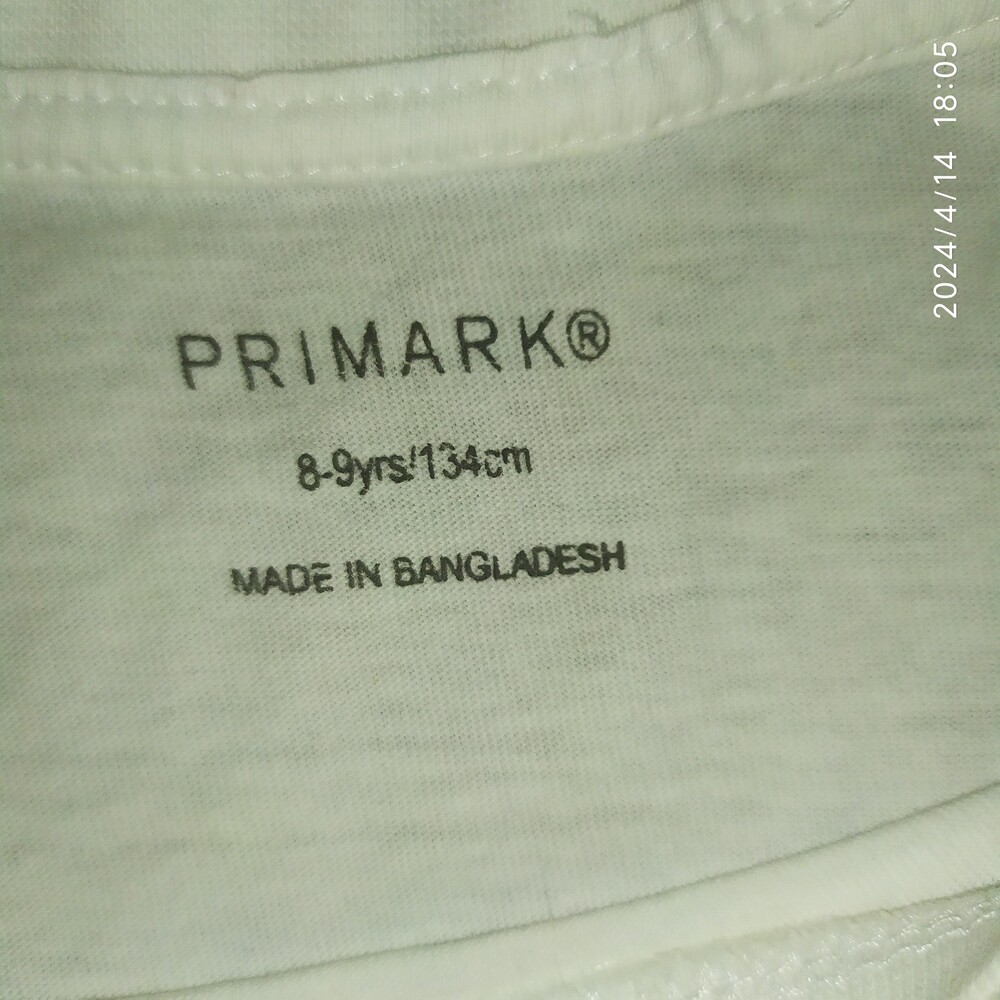 PRIMARK®
8-9yrs/134cm
MADE IN BANGLADESH
2024/4/14 18:05